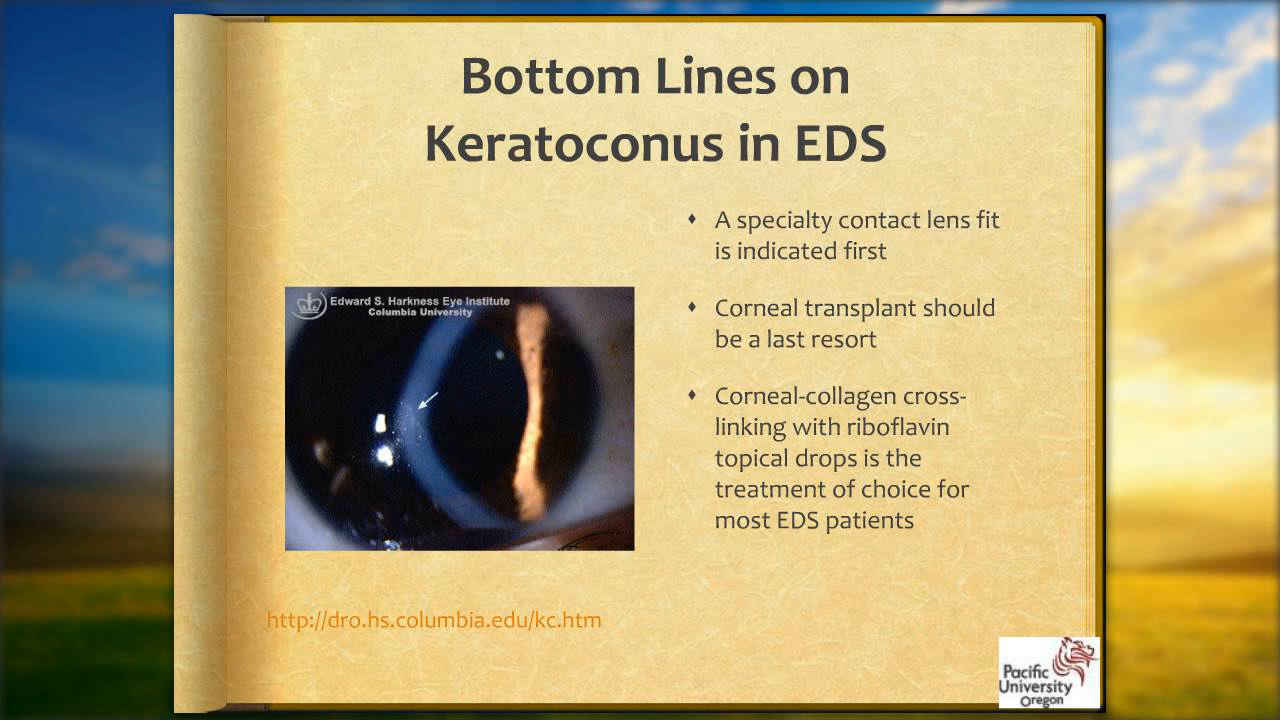 Bottom Lines on
Keratoconus in EDS
A specialty contact lens fit
is indicated first
Corneal transplant should
be a last resort
Corneal-collagen cross-
linking with riboflavin
topical drops is the
treatment of choice for
most EDS patients
Edward S. Harkness Eye Institute
Columbia University
http://dro.hs.columbia.edu/kc.htm
Pacific
University
Oregon